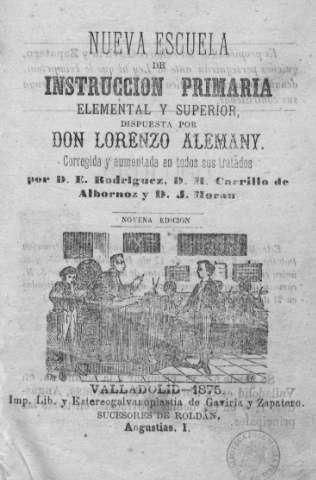 NUEVA ESCUELA
DE
INSTRUCCION PRIMARIA
ELEMENTAL Y SUPERIOR,
DISPUESTA POR
DON LORENZO ALEMANY.
Corregida y aumentada en todos sus tratados
por D. E. Rodriguez, D. M. Carrillo de
Albornoz y D. J. Moran
NOVENA EDICION
VALLADOLID—1875.
Imp. Lib. y Estereogalvanoplastia de Gaviria y Zapatero.
SUCESORES DE ROLDÁN,
Angustias, 1.